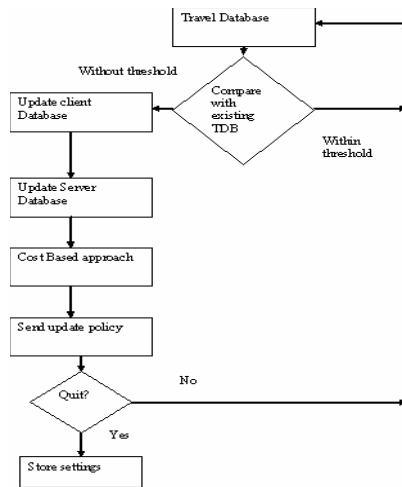 Travel Database
Without threshold
Compare
with
existing
TDB
Update client
Database
Within
threshold
Update Server
Database
Cost Based approach
Send update policy
Quit?
No
Yes
Store settings